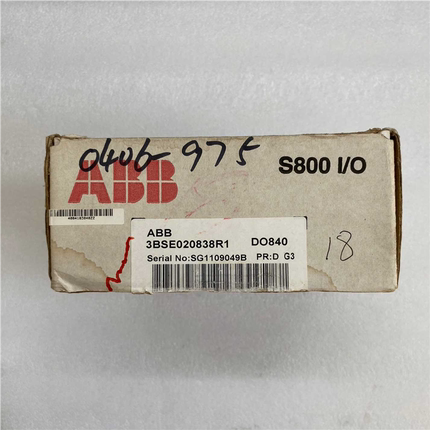 0406-975
ABB
S800 I/O
ABB
3BSE020838R1 DO840
Serial No:SG1109049B PR:D G3
18